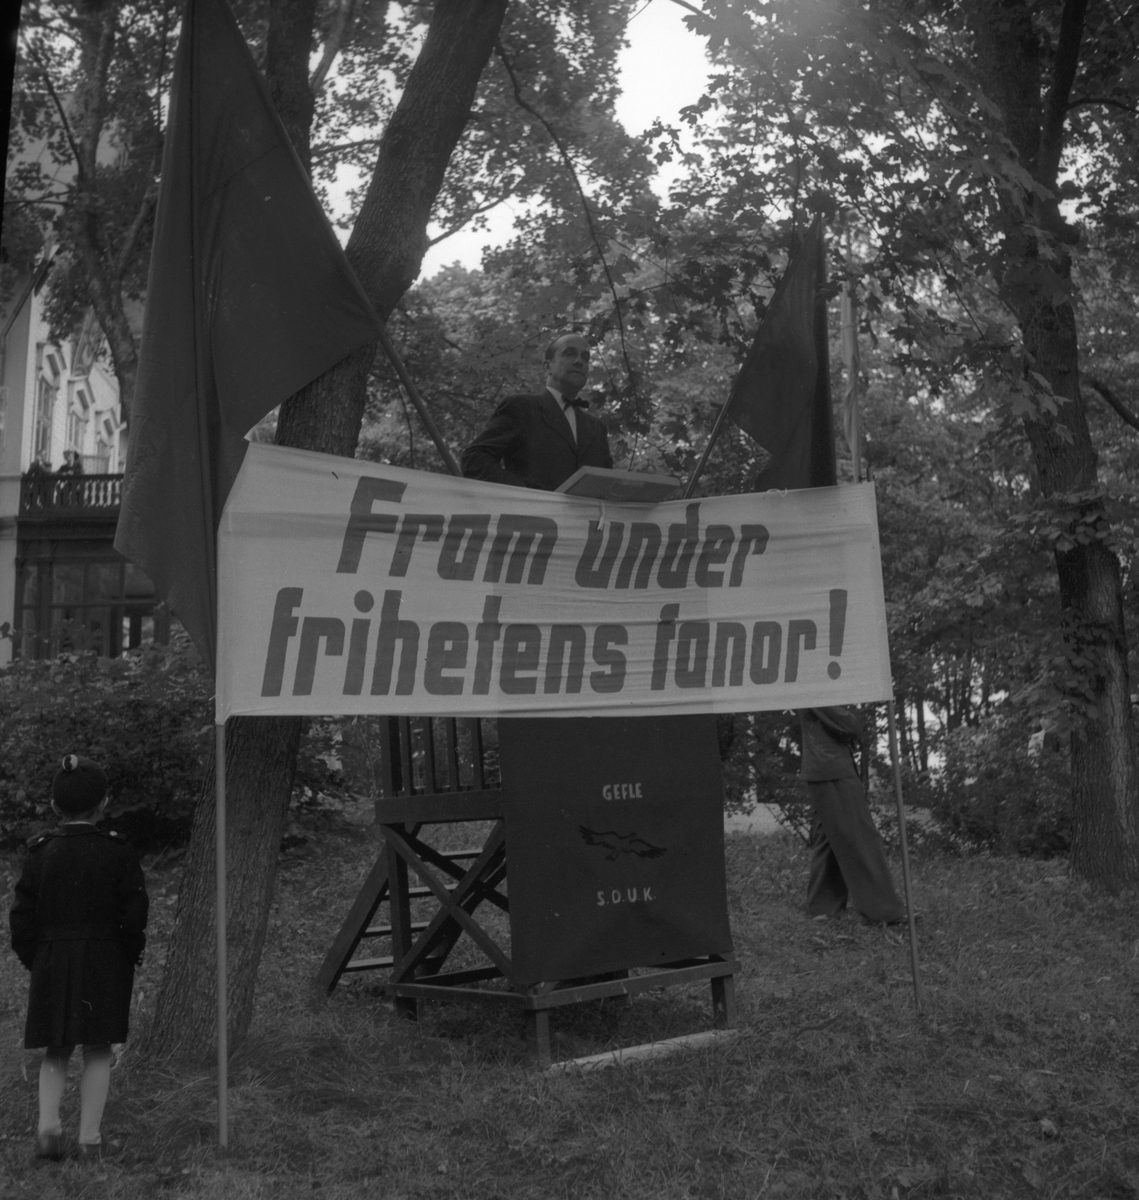 Fram under
frihetens fanor!
GEFLE
S.D.U.K.